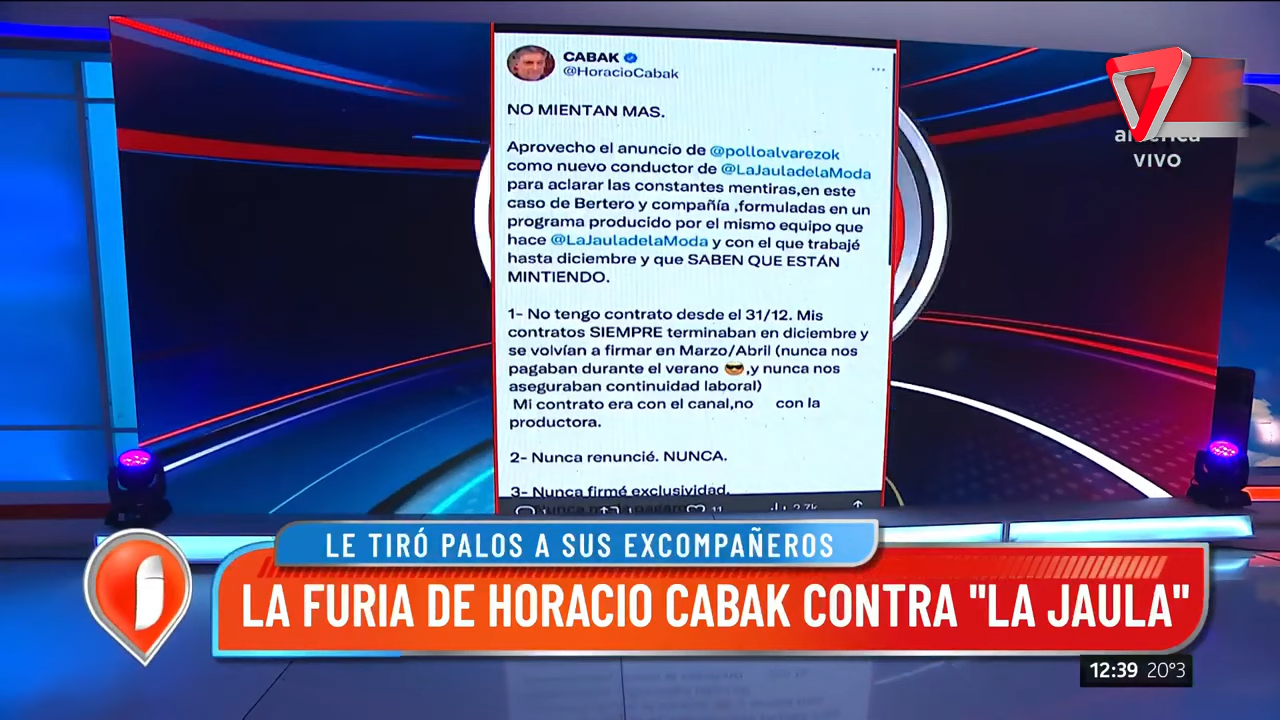 CABAK
@HoracioCabak
NO MIENTAN MAS.
Aprovecho el anuncio de @polloalvarezok
como nuevo conductor de @LaJauladelaModa
para aclarar las constantes mentiras,en este
caso de Bertero y compañía ,formuladas en un
programa producido por el mismo equipo que
hace @LaJauladelaModa y con el que trabajé
hasta diciembre y que SABEN QUE ESTÁN
MINTIENDO.
1- No tengo contrato desde el 31/12. Mis
contratos SIEMPRE terminaban en diciembre y
se volvían a firmar en Marzo/Abril (nunca nos
pagaban durante el verano 😎,y nunca nos
aseguraban continuidad laboral)
Mi contrato era con el canal,no con la
productora.
2- Nunca renuncié. NUNCA.
3- Nunca firmé exclusividad.
11
2.7k
VIVO
LE TIRÓ PALOS A SUS EXCOMPAÑEROS
LA FURIA DE HORACIO CABAK CONTRA "LA JAULA"
12:39 20°3